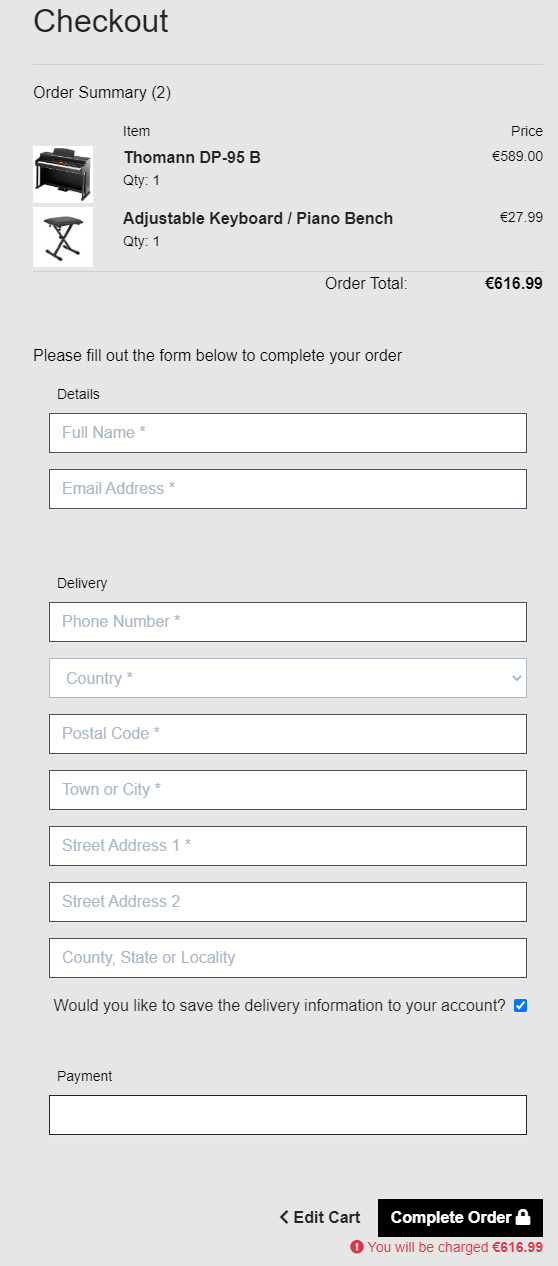 Checkout
Order Summary (2)
Item Price
Thomann DP-95 B €589.00
Qty: 1
Adjustable Keyboard / Piano Bench €27.99
Qty: 1
Order Total: €616.99
Please fill out the form below to complete your order
Details
Full Name *
Email Address *
Delivery
Phone Number *
Country *
Postal Code *
Town or City *
Street Address 1 *
Street Address 2
County, State or Locality
Would you like to save the delivery information to your account?
Payment
Edit Cart Complete Order
You will be charged €616.99